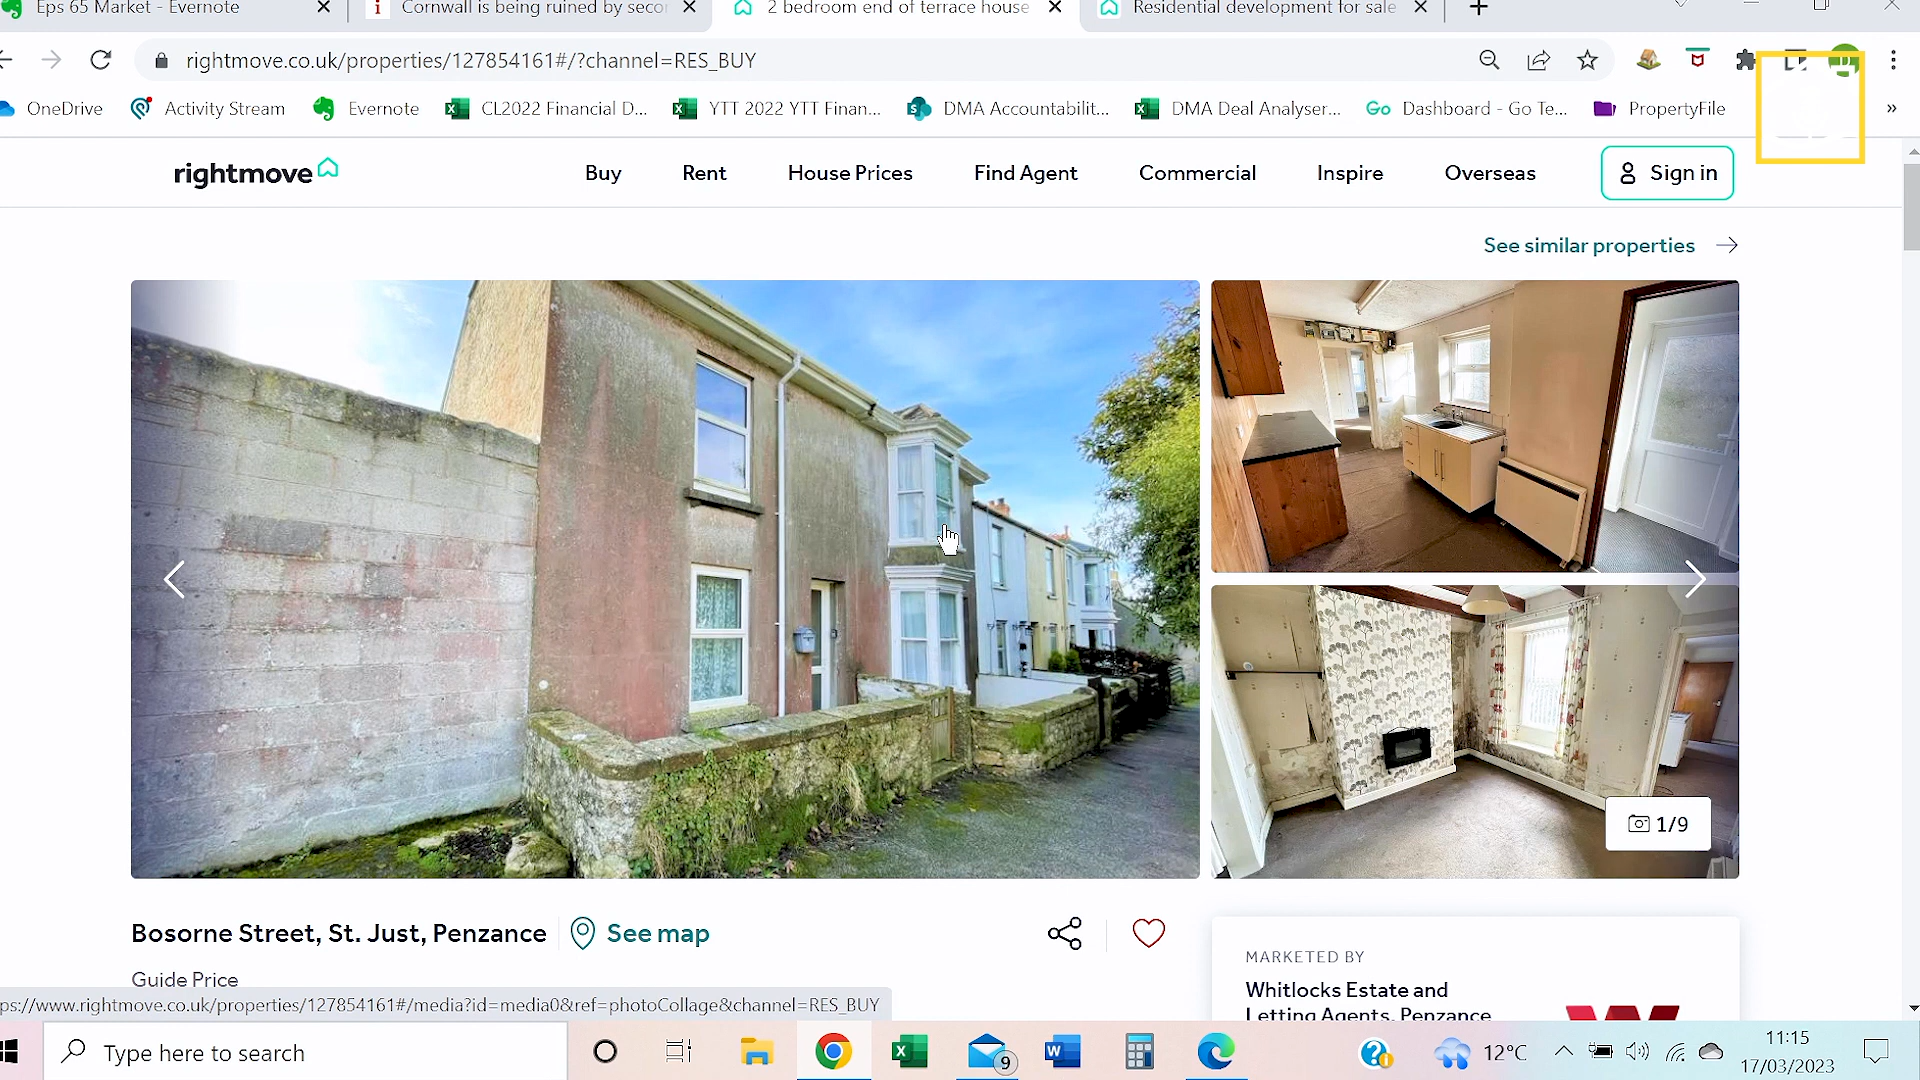 Eps 65 Market - Evernote
Cornwall is being ruined by secon
2 bedroom end of terrace house
Residential development for sale
rightmove.co.uk/properties/127854161#/?channel=RES_BUY
OneDrive
Activity Stream
Evernote
CL2022 Financial D...
YTT 2022 YTT Finan...
DMA Accountabilit...
DMA Deal Analyser...
Go Dashboard - Go Te...
PropertyFile
»
rightmove
Buy
Rent
House Prices
Find Agent
Commercial
Inspire
Overseas
Sign in
See similar properties
1/9
Bosorne Street, St. Just, Penzance
See map
Guide Price
MARKETED BY
Whitlocks Estate and
Letting Agents, Penzance
ps://www.rightmove.co.uk/properties/127854161#/media?id=media0&ref=photoCollage&channel=RES_BUY
Type here to search
9
12°C
11:15
17/03/2023